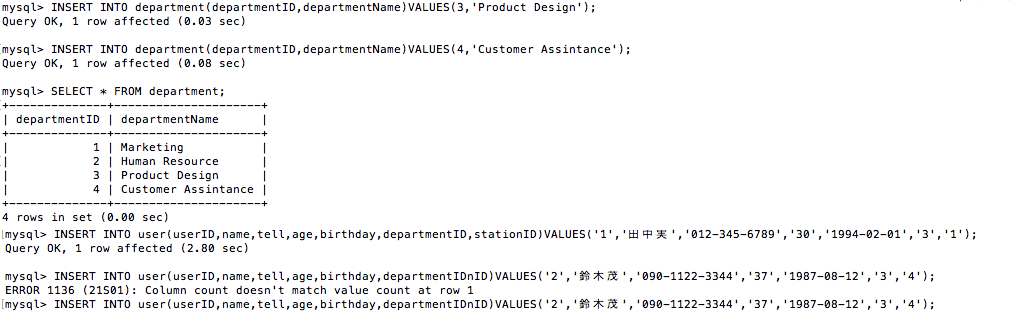 mysql> INSERT INTO department(departmentID,departmentName)VALUES(3,'Product Design');
Query OK, 1 row affected (0.03 sec)
[mysql> INSERT INTO department(departmentID,departmentName)VALUES(4,'Customer Assintance');
Query OK, 1 row affected (0.08 sec)
mysql> SELECT * FROM department;
+--------------+---------------------+
| departmentID | departmentName      |
+--------------+---------------------+
|            1 | Marketing           |
|            2 | Human Resource      |
|            3 | Product Design      |
|            4 | Customer Assintance |
+--------------+---------------------+
4 rows in set (0.00 sec)
[mysql> INSERT INTO user(userID,name,tell,age,birthday,departmentID,stationID)VALUES('1','田中実','012-345-6789','30','1994-02-01','3','1');
Query OK, 1 row affected (2.80 sec)
mysql> INSERT INTO user(userID,name,tell,age,birthday,departmentIDnID)VALUES('2','鈴木茂','090-1122-3344','37','1987-08-12','3','4');
ERROR 1136 (21S01): Column count doesn't match value count at row 1
[mysql> INSERT INTO user(userID,name,tell,age,birthday,departmentIDnID)VALUES('2','鈴木茂','090-1122-3344','37','1987-08-12','3','4');